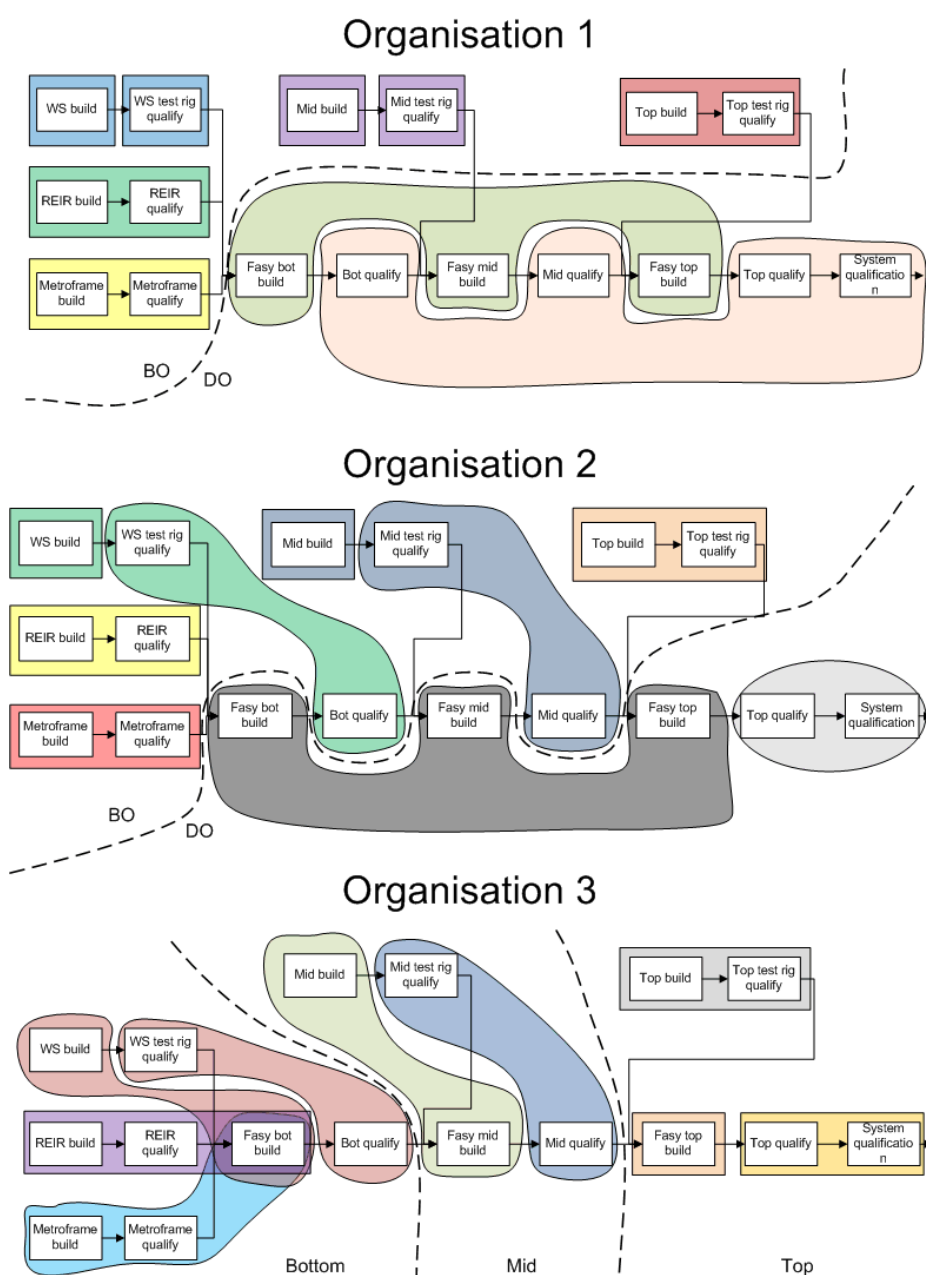 Organisation 1
WS build
WS test rig
qualify
Mid build
Mid test rig
qualify
Top build
Top test rig
qualify
REIR build
REIR
qualify
Metroframe
build
Metroframe
qualify
Fasy bot
build
Bot qualify
Fasy mid
build
Mid qualify
Fasy top
build
Top qualify
System
qualificatio
n
BO
DO
Organisation 2
WS build
WS test rig
qualify
Mid build
Mid test rig
qualify
Top build
Top test rig
qualify
REIR build
REIR
qualify
Metroframe
build
Metroframe
qualify
Fasy bot
build
Bot qualify
Fasy mid
build
Mid qualify
Fasy top
build
Top qualify
System
qualification
BO
DO
Organisation 3
Mid build
Mid test rig
qualify
Top build
Top test rig
qualify
WS build
WS test rig
qualify
REIR build
REIR
qualify
Fasy bot
build
Bot qualify
Fasy mid
build
Mid qualify
Fasy top
build
Top qualify
System
qualificatio
n
Metroframe
build
Metroframe
qualify
Bottom
Mid
Top